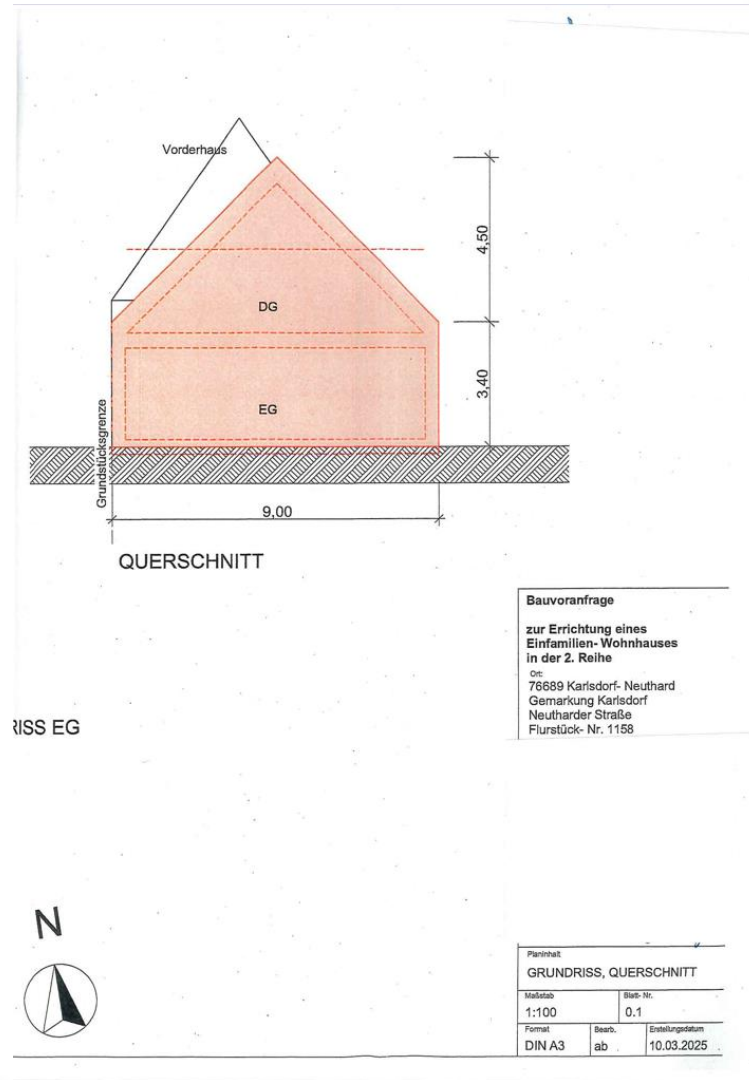 Vorderhaus
4,50
DG
3,40
EG
Grundstücksgrenze
9,00
QUERSCHNITT
Bauvoranfrage
zur Errichtung eines
Einfamilien- Wohnhauses
in der 2. Reihe
Ort:
76689 Karlsdorf- Neuthard
Gemarkung Karlsdorf
Neutharder Straße
Flurstück- Nr. 1158
RISS EG
N
Planinhalt
GRUNDRISS, QUERSCHNITT
Maßstab
1:100
Blatt- Nr.
0.1
Format
DIN A3
Bearb.
ab
Erstellungsdatum
10.03.2025